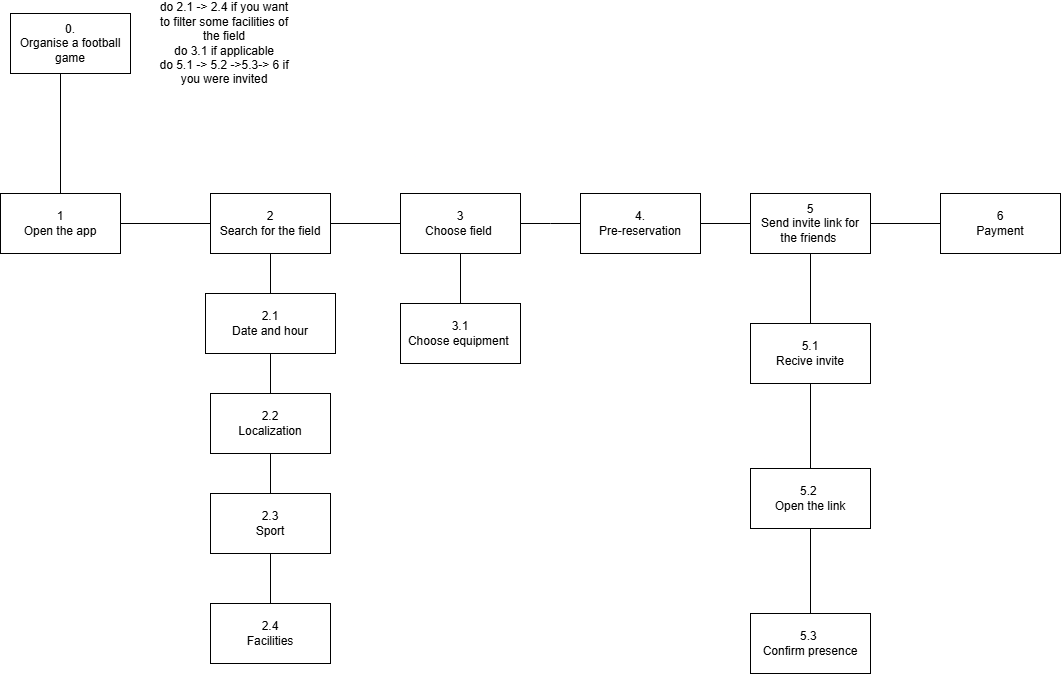 0.
Organise a football
game
do 2.1 -> 2.4 if you want
to filter some facilities of
the field
do 3.1 if applicable
do 5.1 -> 5.2 ->5.3-> 6 if
you were invited
1
Open the app
2
Search for the field
3
Choose field
4.
Pre-reservation
5
Send invite link for
the friends
6
Payment
2.1
Date and hour
3.1
Choose equipment
5.1
Recive invite
2.2
Localization
5.2
Open the link
2.3
Sport
2.4
Facilities
5.3
Confirm presence